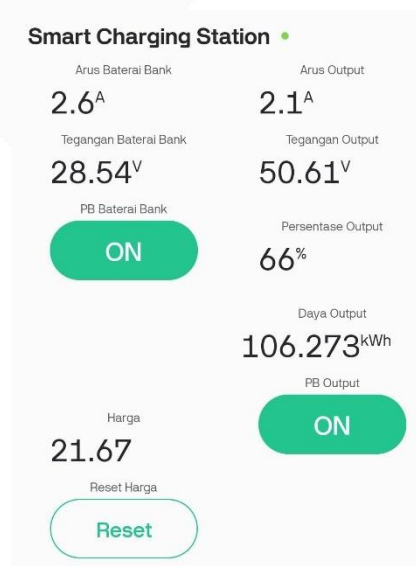 Smart Charging Station
Arus Baterai Bank
2.6A
Arus Output
2.1A
Tegangan Baterai Bank
28.54V
Tegangan Output
50.61V
PB Baterai Bank
ON
Persentase Output
66%
Daya Output
106.273kWh
PB Output
ON
Harga
21.67
Reset Harga
Reset